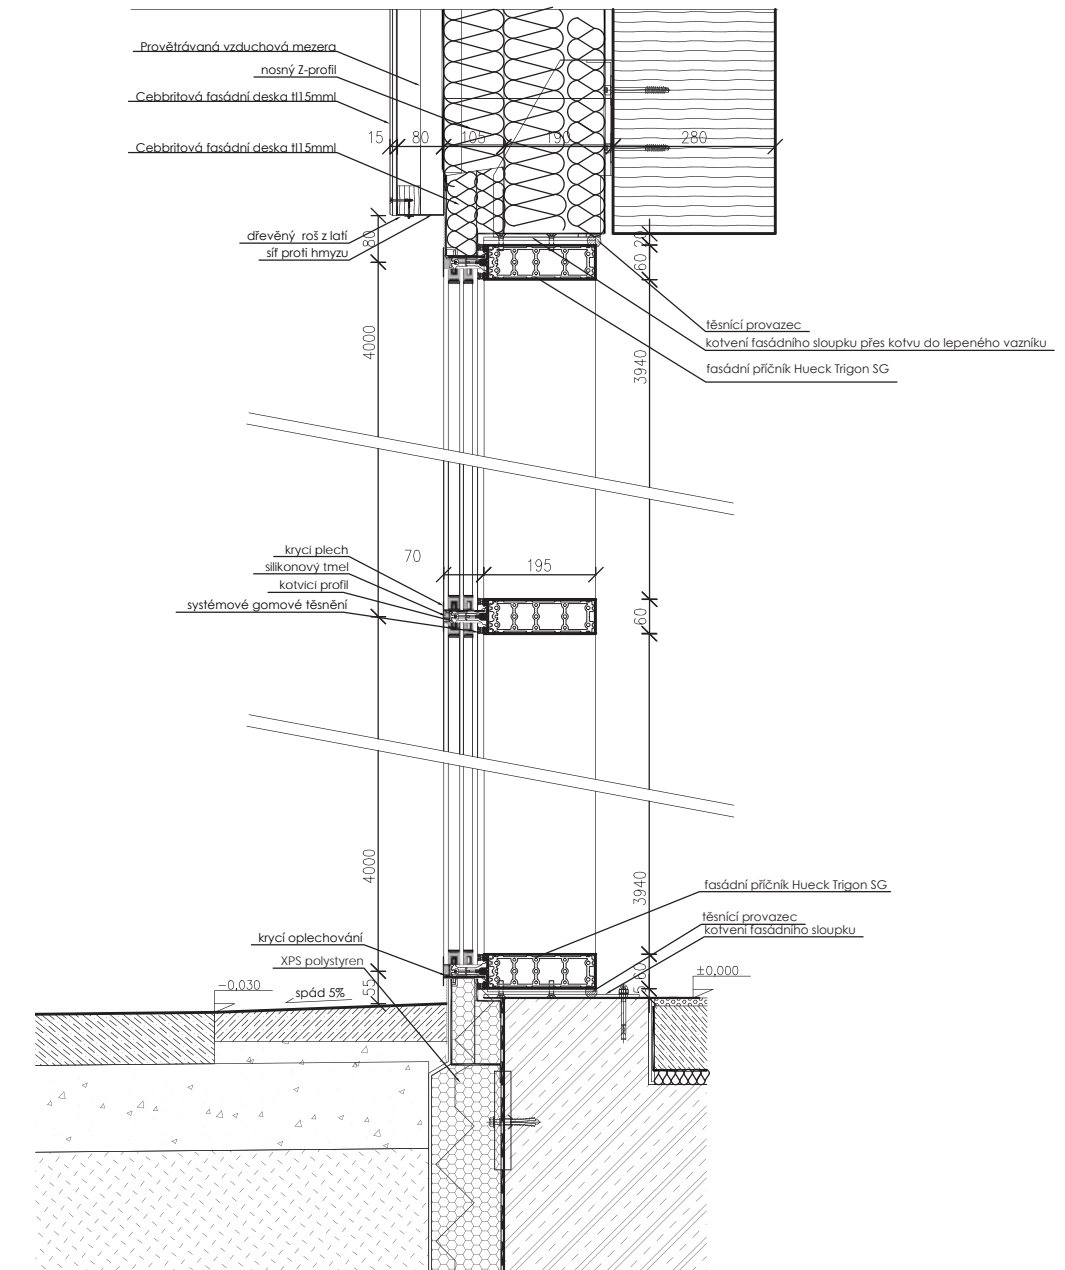 Provětrávaná vzduchová mezera
nosný Z-profil
Cebbritová fasádní deska tl15mml
15
80
105
190
280
Cebbritová fasádní deska tl15mml
dřevěný roš z latí
síť proti hmyzu
80
20
60
těsnící provazec
kotvení fasádního sloupku přes kotvu do lepeného vazníku
fasádní příčník Hueck Trigon SG
4000
3940
70
195
krycí plech
silikonový tmel
kotvící profil
systémové gomové těsnění
60
4000
3940
fasádní příčník Hueck Trigon SG
těsnící provazec
kotvení fasádního sloupku
krycí oplechování
XPS polystyren
±0,000
-0,030
spád 5%
55
60